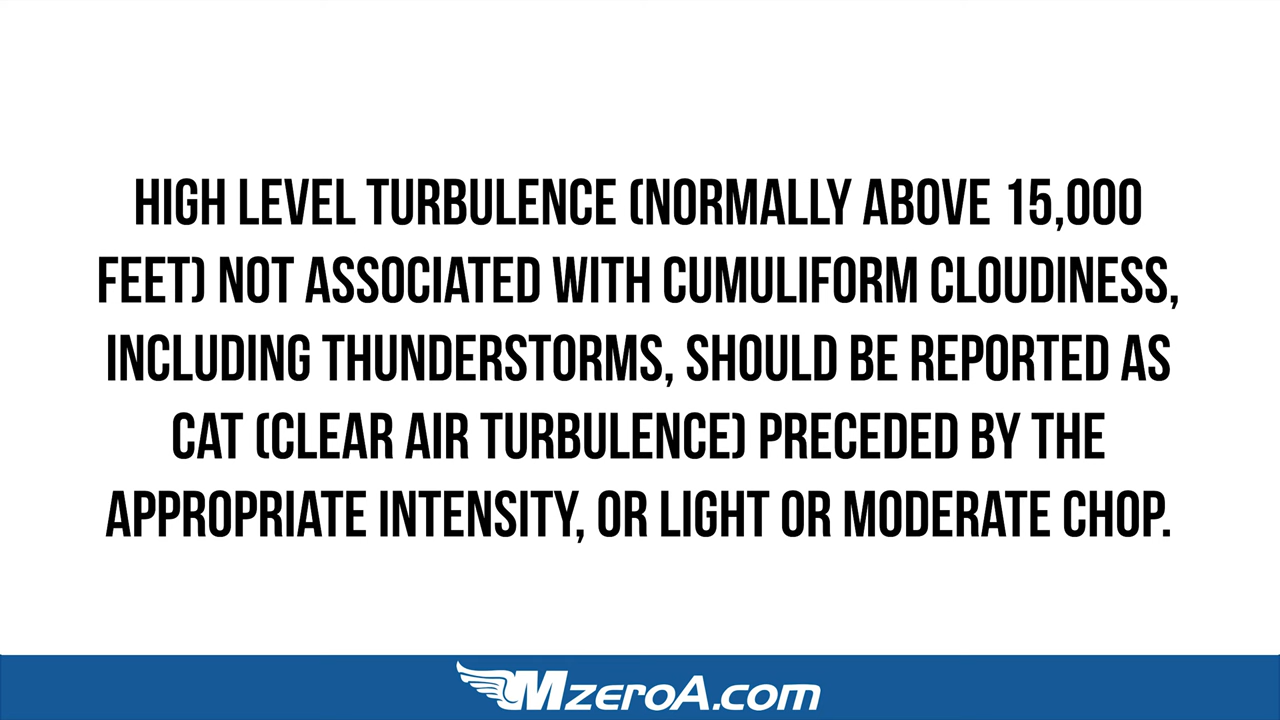 HIGH LEVEL TURBULENCE (NORMALLY ABOVE 15,000
FEET) NOT ASSOCIATED WITH CUMULIFORM CLOUDINESS,
INCLUDING THUNDERSTORMS, SHOULD BE REPORTED AS
CAT (CLEAR AIR TURBULENCE) PRECEDED BY THE
APPROPRIATE INTENSITY, OR LIGHT OR MODERATE CHOP.
MzeroA.com